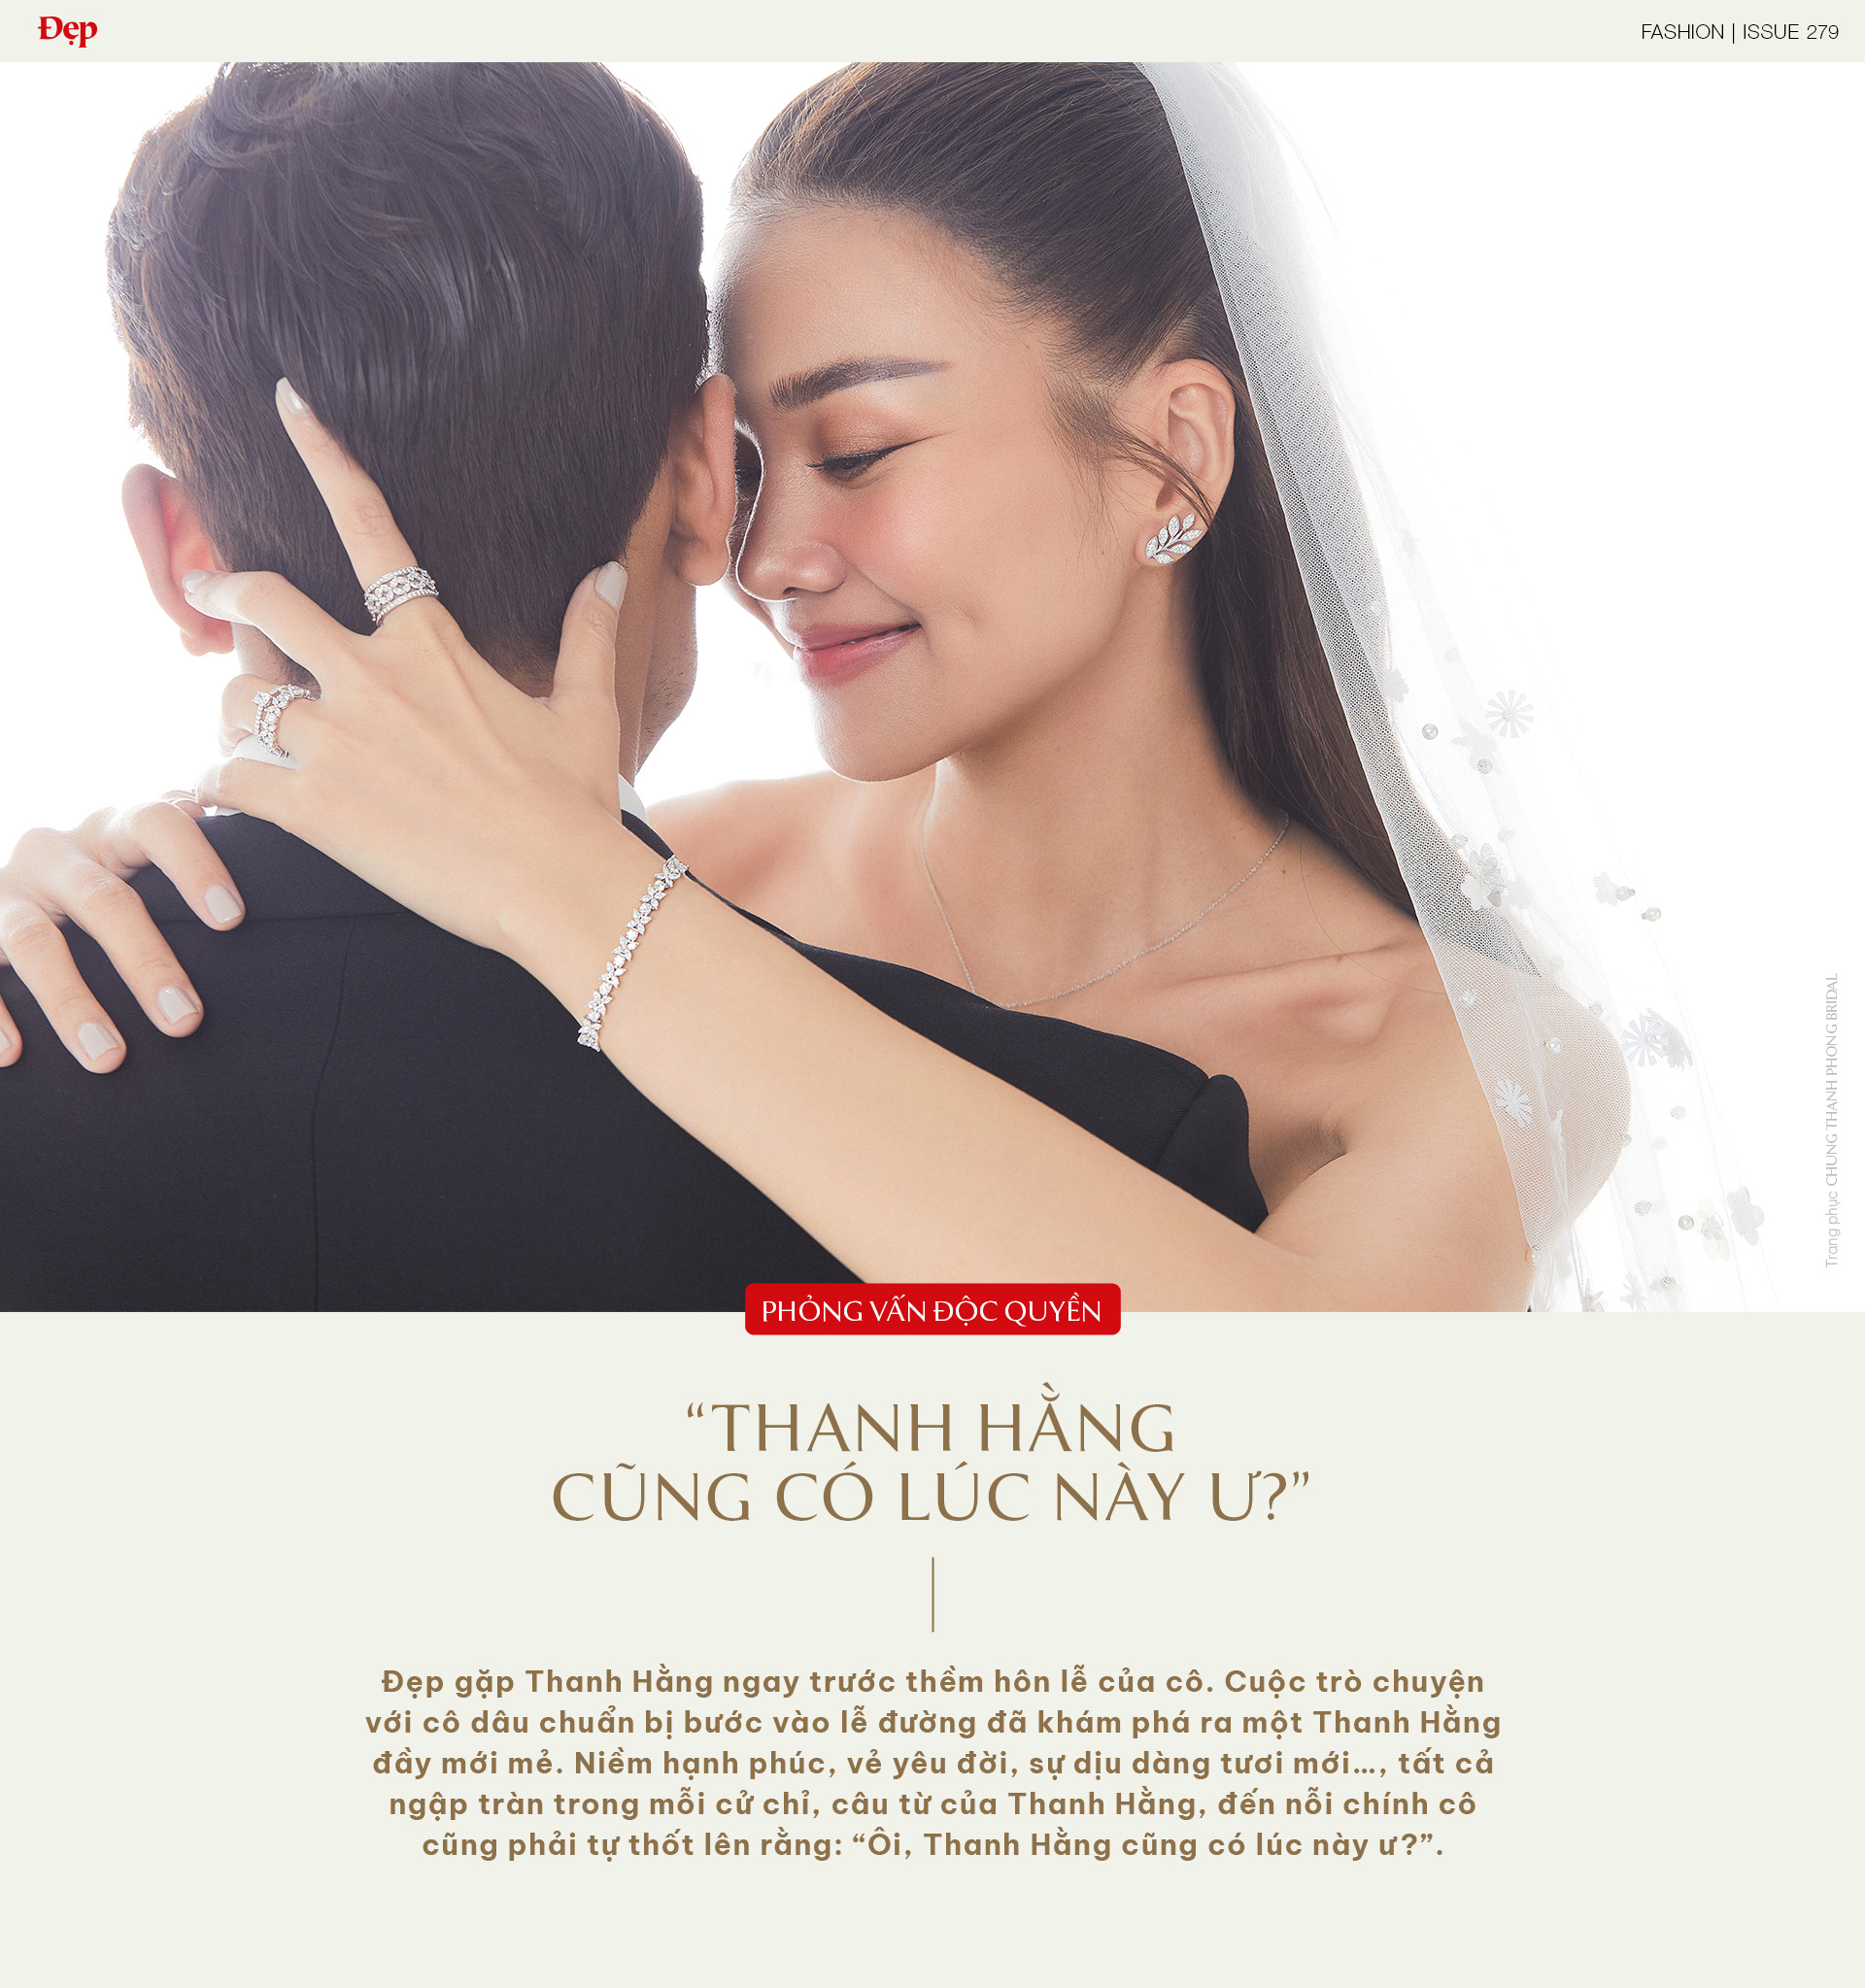 Đẹp
FASHION | ISSUE 279
Trang phục CHUNG THANH PHONG BRIDAL
PHỎNG VẤN ĐỘC QUYỀN
“THANH HẰNG
CŨNG CÓ LÚC NÀY Ư?”
Đẹp gặp Thanh Hằng ngay trước thềm hôn lễ của cô. Cuộc trò chuyện
với cô dâu chuẩn bị bước vào lễ đường đã khám phá ra một Thanh Hằng
đầy mới mẻ. Niềm hạnh phúc, vẻ yêu đời, sự dịu dàng tươi mới…, tất cả
ngập tràn trong mỗi cử chỉ, câu từ của Thanh Hằng, đến nỗi chính cô
cũng phải tự thốt lên rằng: “Ôi, Thanh Hằng cũng có lúc này ư?”.